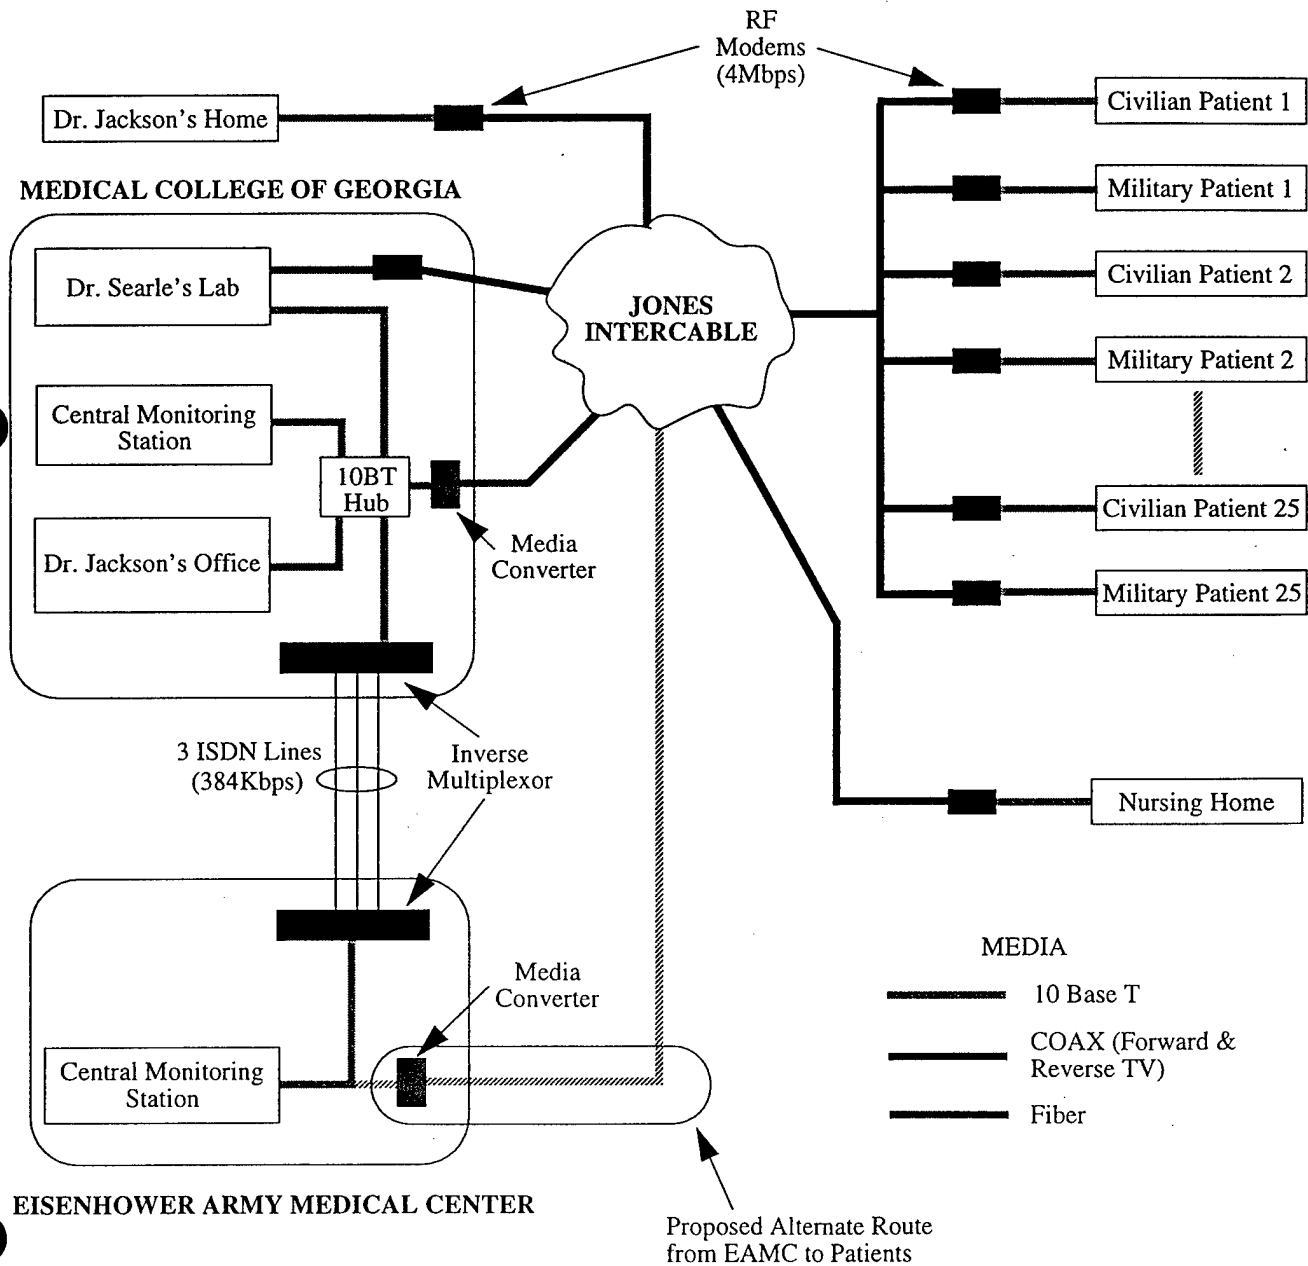 RF
Modems
(4Mbps)
Dr. Jackson's Home
Civilian Patient 1
MEDICAL COLLEGE OF GEORGIA
Military Patient 1
Dr. Searle's Lab
Civilian Patient 2
JONES
INTERCABLE
Military Patient 2
Central Monitoring
Station
10BT
Hub
Civilian Patient 25
Dr. Jackson's Office
Media
Converter
Military Patient 25
3 ISDN Lines
(384Kbps)
Inverse
Multiplexor
Nursing Home
MEDIA
Media
Converter
10 Base T
COAX (Forward &
Reverse TV)
Central Monitoring
Station
Fiber
EISENHOWER ARMY MEDICAL CENTER
Proposed Alternate Route
from EAMC to Patients